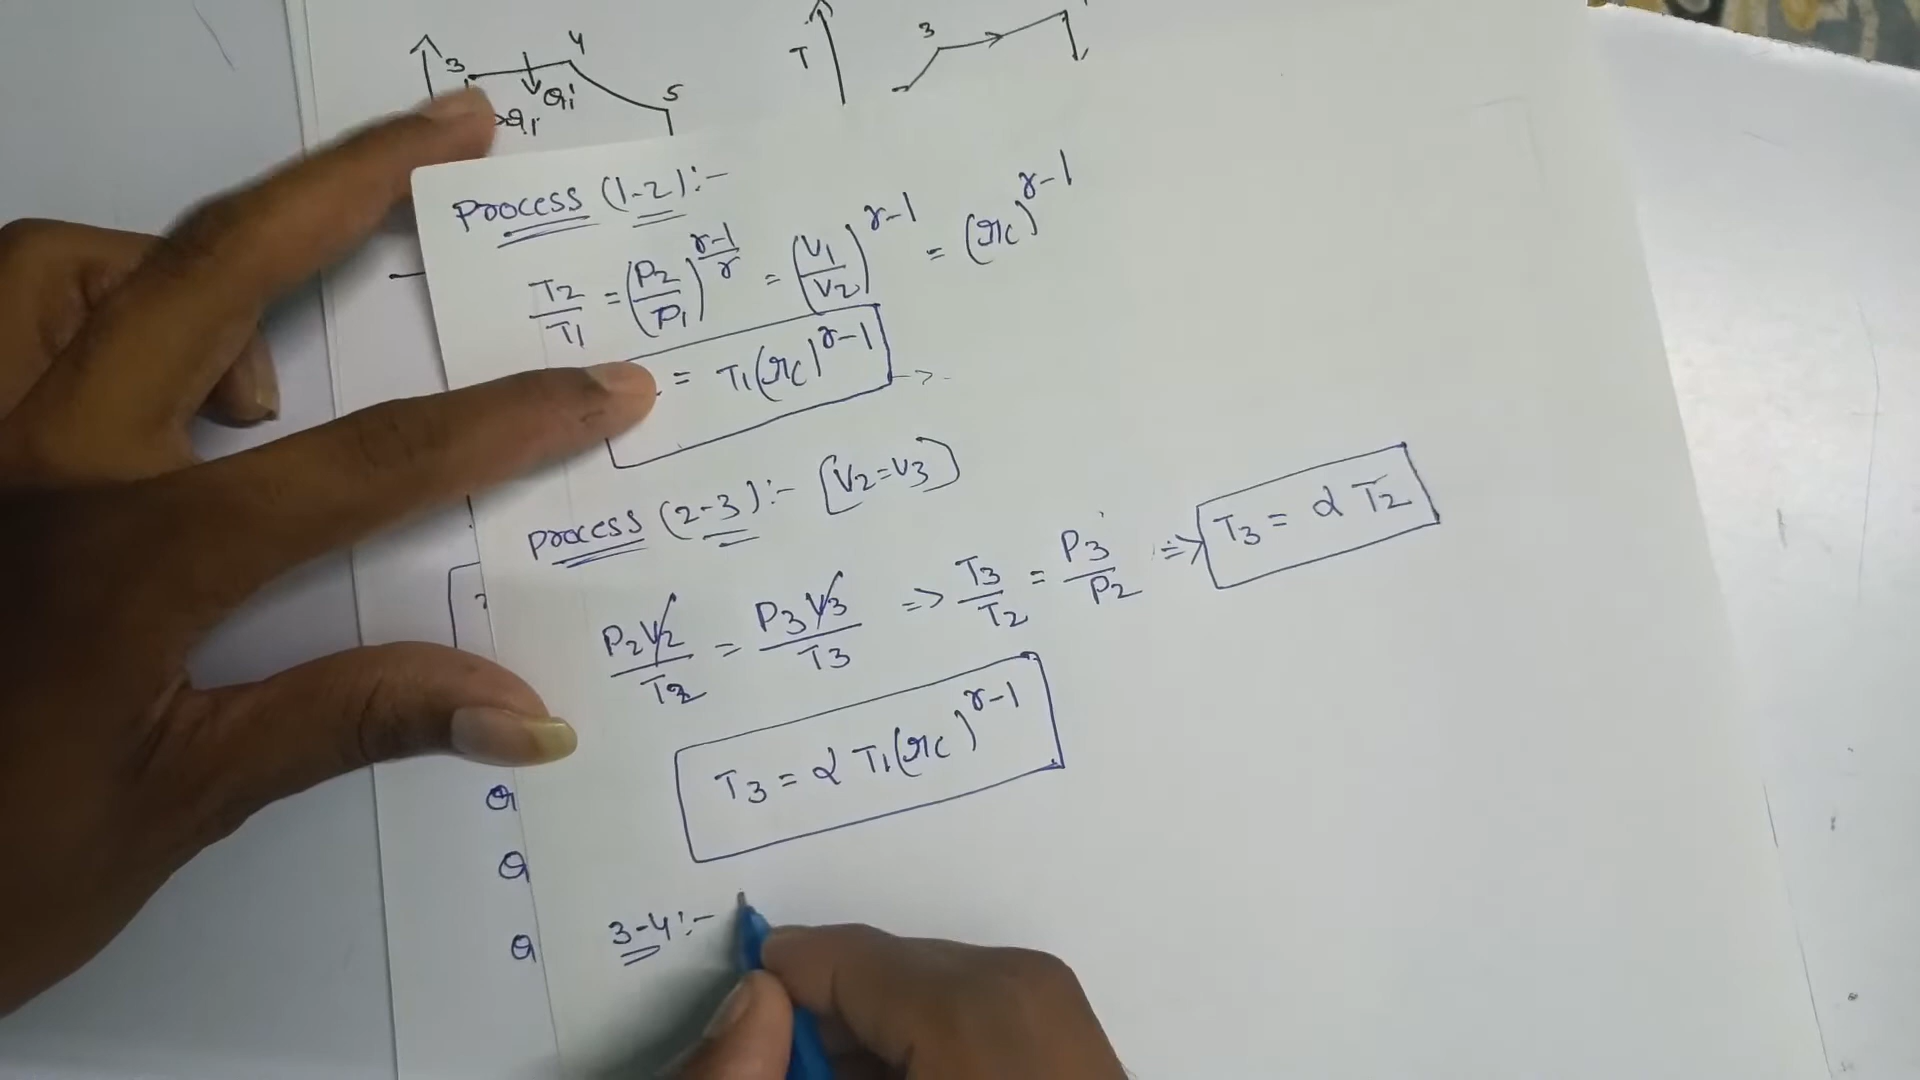 3 4 5
Qi
Qi
T 3
Process (1-2):-
T2/T1 = (P2/P1)^(γ-1)/γ = (V1/V2)^γ-1 = (rc)^γ-1
= T1(rc)^γ-1 ->
Process (2-3):- [V2=V3]
P2V2/T2 = P3V3/T3 => T3/T2 = P3/P2 => T3 = α T2
T3 = α T1(rc)^γ-1
Q
Q
Q
3-4:-